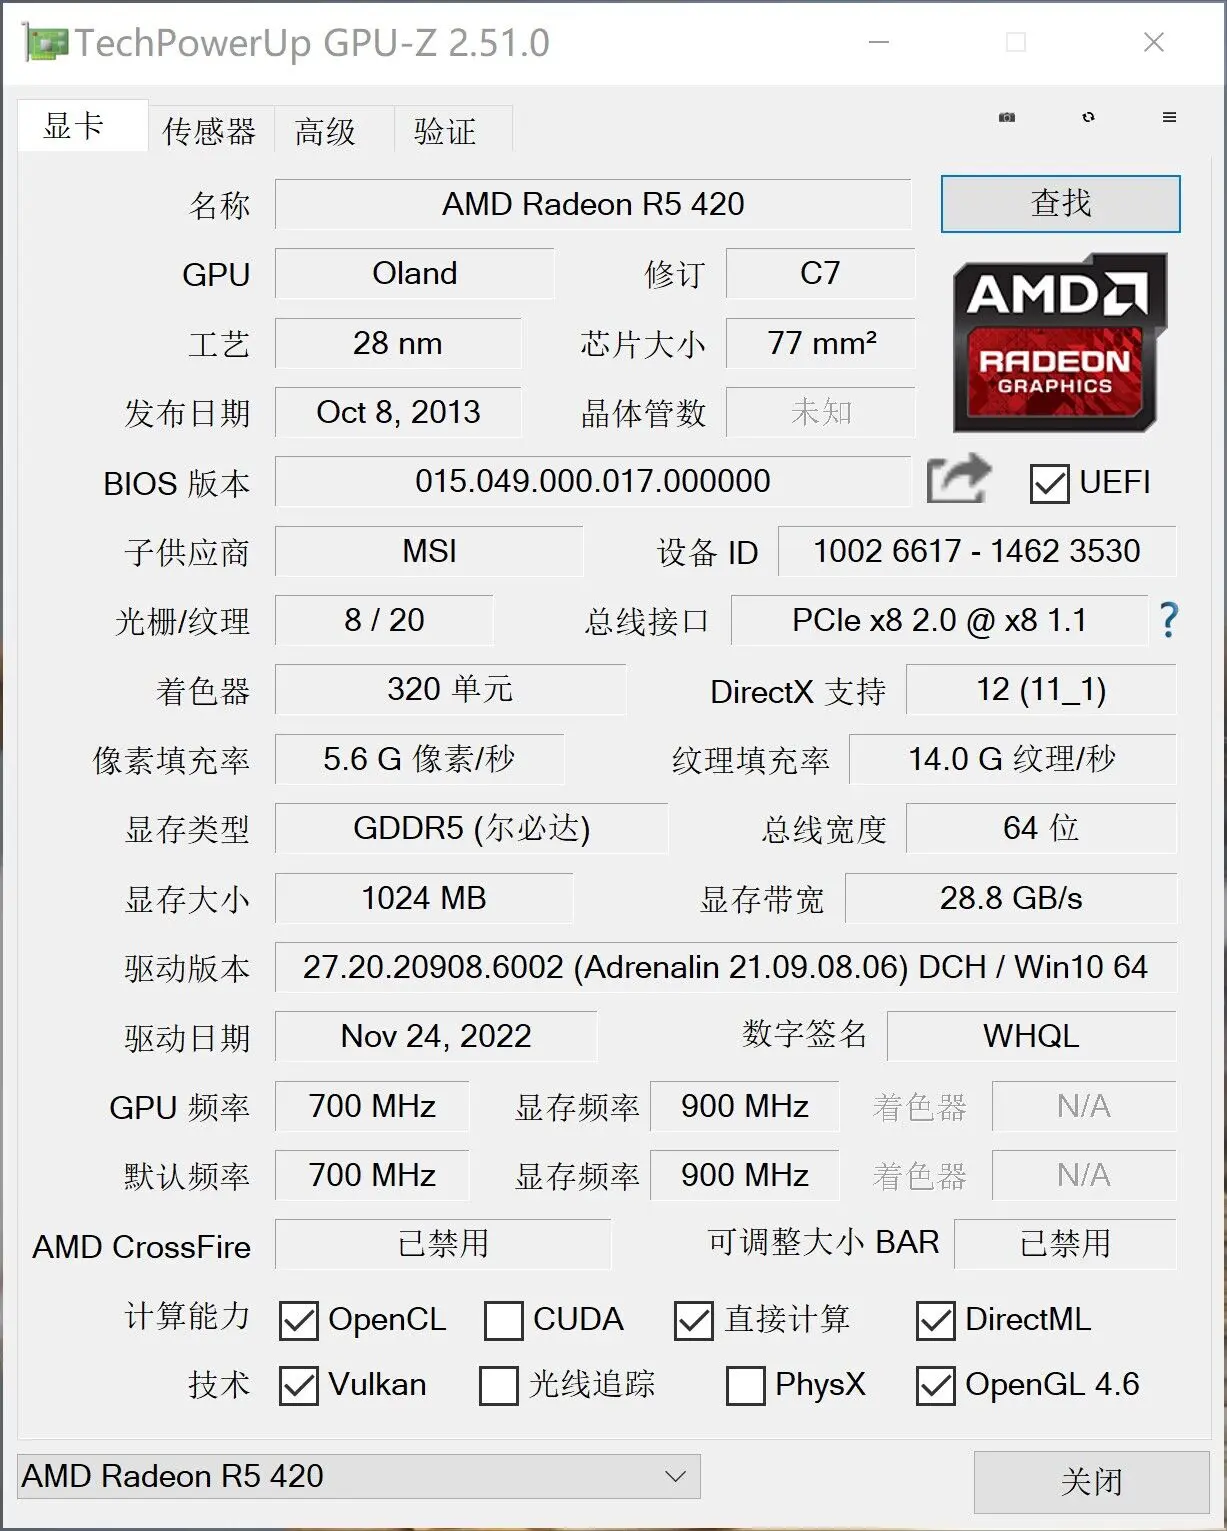 TechPowerUp GPU-Z 2.51.0
显卡 传感器 高级 验证
名称 AMD Radeon R5 420 查找
GPU Oland 修订 C7
AMD
RADEON
GRAPHICS
工艺 28 nm 芯片大小 77 mm²
发布日期 Oct 8, 2013 晶体管数 未知
BIOS 版本 015.049.000.017.000000 UEFI
子供应商 MSI 设备 ID 1002 6617 - 1462 3530
光栅/纹理 8 / 20 总线接口 PCIe x8 2.0 @ x8 1.1 ?
着色器 320 单元 DirectX 支持 12 (11_1)
像素填充率 5.6 G 像素/秒 纹理填充率 14.0 G 纹理/秒
显存类型 GDDR5 (尔必达) 总线宽度 64 位
显存大小 1024 MB 显存带宽 28.8 GB/s
驱动版本 27.20.20908.6002 (Adrenalin 21.09.08.06) DCH / Win10 64
驱动日期 Nov 24, 2022 数字签名 WHQL
GPU 频率 700 MHz 显存频率 900 MHz 着色器 N/A
默认频率 700 MHz 显存频率 900 MHz 着色器 N/A
AMD CrossFire 已禁用 可调整大小 BAR 已禁用
计算能力 OpenCL CUDA 直接计算 DirectML
技术 Vulkan 光线追踪 PhysX OpenGL 4.6
AMD Radeon R5 420 关闭